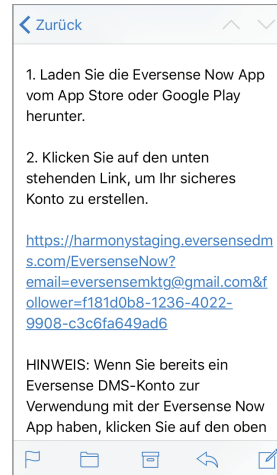 Zurück
1. Laden Sie die Eversense Now App
vom App Store oder Google Play
herunter.
2. Klicken Sie auf den unten
stehenden Link, um Ihr sicheres
Konto zu erstellen.
https://harmonystaging.eversensedm
s.com/EversenseNow?
email=eversensemktg@gmail.com&f
ollower=f181d0b8-1236-4022-
9908-c3c6fa649ad6
HINWEIS: Wenn Sie bereits ein
Eversense DMS-Konto zur
Verwendung mit der Eversense Now
App haben, klicken Sie auf den oben